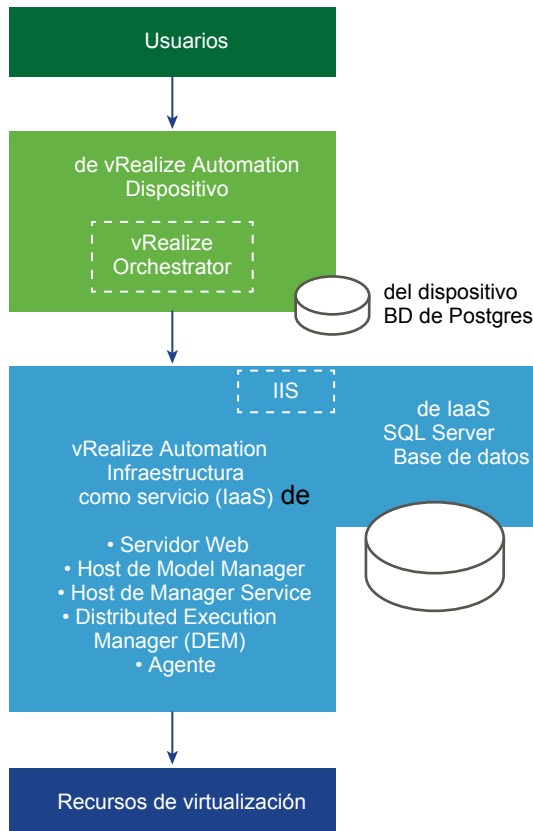 Usuarios
de vRealize Automation
Dispositivo
vRealize
Orchestrator
del dispositivo
BD de Postgres
IIS
de IaaS
SQL Server
Base de datos
vRealize Automation
Infraestructura
como servicio (IaaS) de
• Servidor Web
• Host de Model Manager
• Host de Manager Service
• Distributed Execution
Manager (DEM)
• Agente
Recursos de virtualización